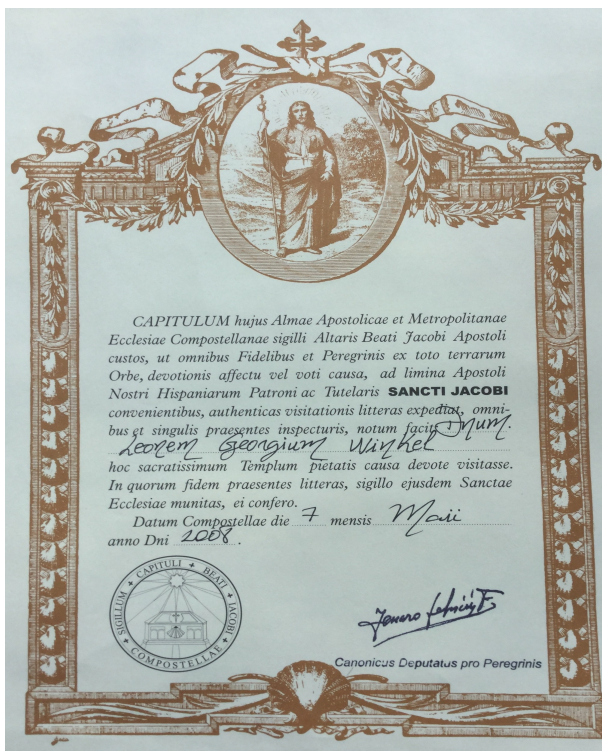 CAPITULUM hujus Almae Apostolicae et Metropolitanae
Ecclesiae Compostellanae sigilli Altaris Beati Jacobi Apostoli
custos, ut omnibus Fidelibus et Peregrinis ex toto terrarum
Orbe, devotionis affectu vel voti causa, ad limina Apostoli
Nostri Hispaniarum Patroni ac Tutelaris SANCTI JACOBI
convenientibus, authenticas visitationis litteras expediat, omni-
bus et singulis praesentes inspecturis, notum facit: Dnum.
Leonem Georgium Winkel
hoc sacratissimum Templum pietatis causa devote visitasse.
In quorum fidem praesentes litteras, sigillo ejusdem Sanctae
Ecclesiae munitas, ei confero.
Datum Compostellae die 7 mensis Maii
anno Dni 2008.
SIGILLUM CAPITULI BEATI IACOBI
COMPOSTELLAE
Canonicus Deputatus pro Peregrinis